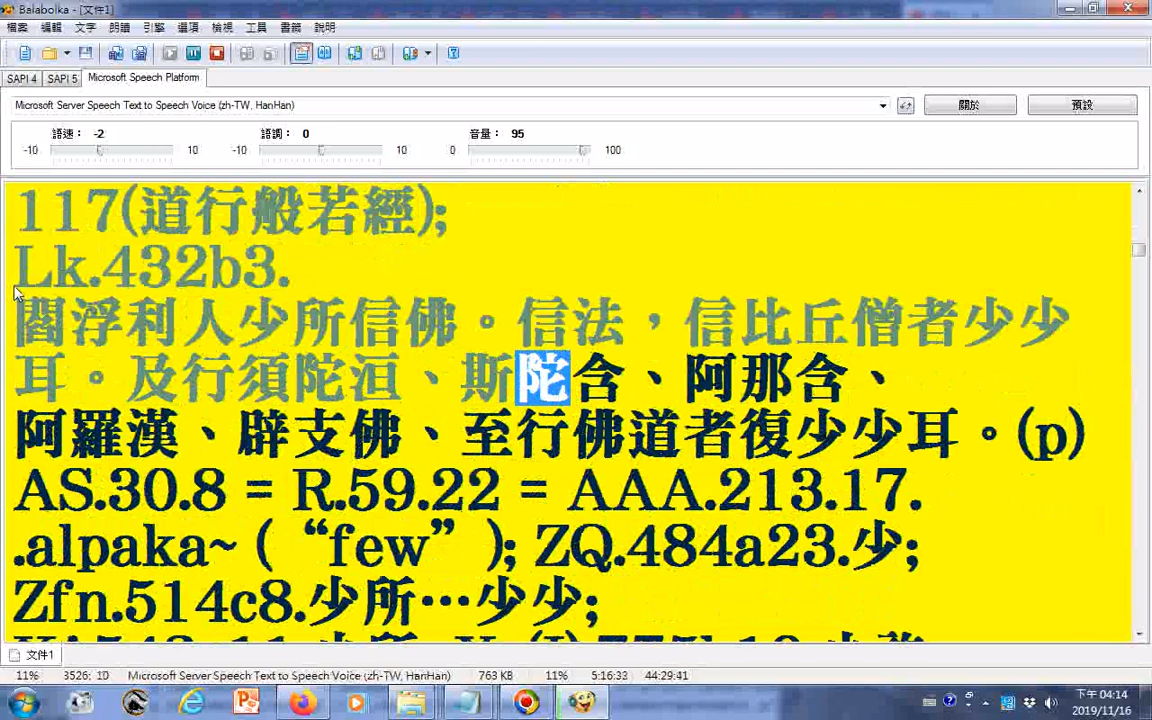 Balabolka - [文件1]
檔案 編輯 文字 朗讀 引擎 選項 檢視 工具 書籤 說明
SAPI 4 SAPI 5 Microsoft Speech Platform
Microsoft Server Speech Text to Speech Voice (zh-TW, HanHan) 關於 預設
語速： -2 語調： 0 音量： 95
-10 10 -10 10 0 100
117(道行般若經);
Lk.432b3.
閻浮利人少所信佛。信法，信比丘僧者少少
耳。及行須陀洹、斯陀含、阿那含、
阿羅漢、辟支佛、至行佛道者復少少耳。(p)
AS.30.8 = R.59.22 = AAA.213.17.
.alpaka~ (“few”); ZQ.484a23.少;
Zfn.514c8.少所…少少;
文件1
11% 3526: 10 Microsoft Server Speech Text to Speech Voice (zh-TW, HanHan) 763 KB 11% 5:16:33 44:29:41
下午 04:14
2019/11/16